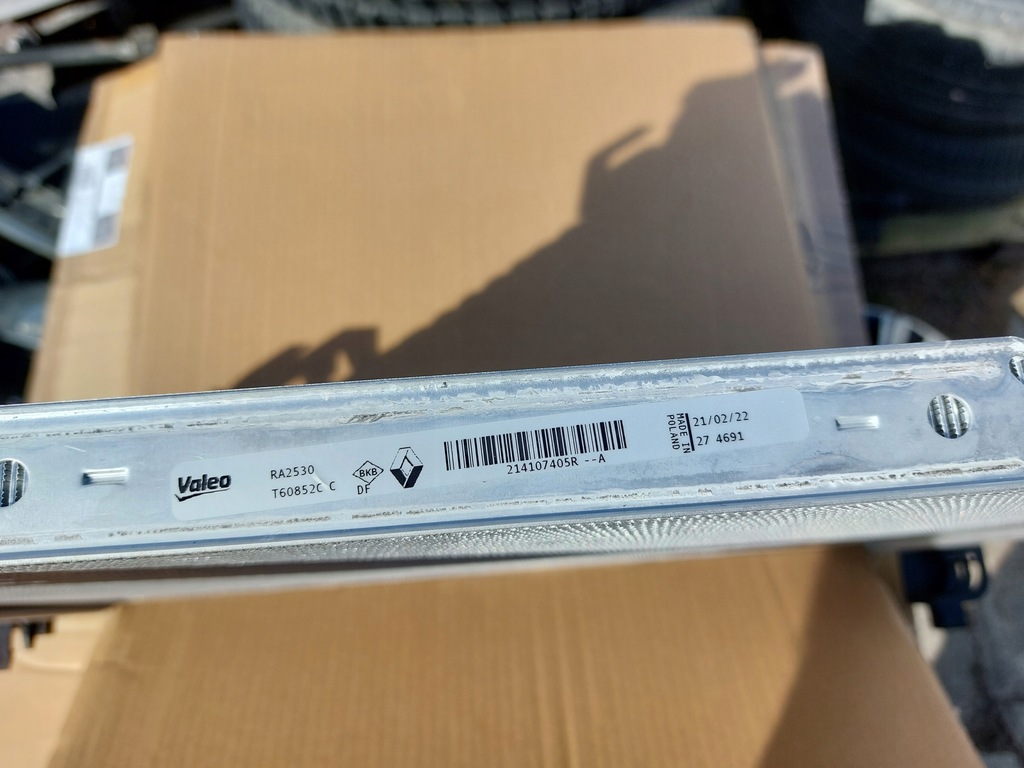 Valeo
RA2530
T60852C C
BKB
DF
214107405R --A
MADE IN
POLAND
21/02/22
27 4691